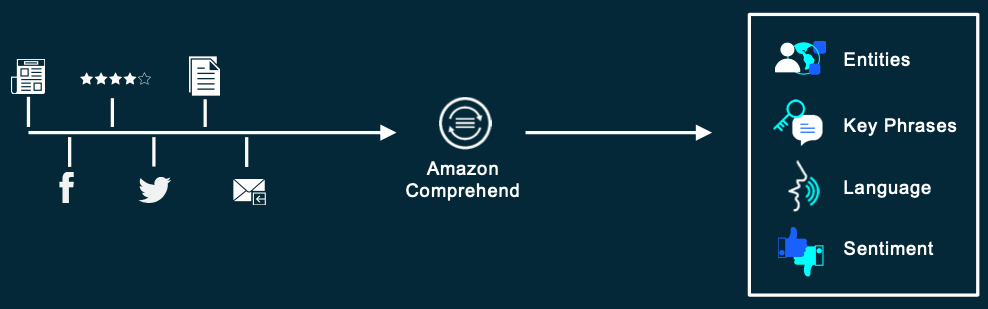 Amazon
Comprehend
Entities
Key Phrases
Language
Sentiment